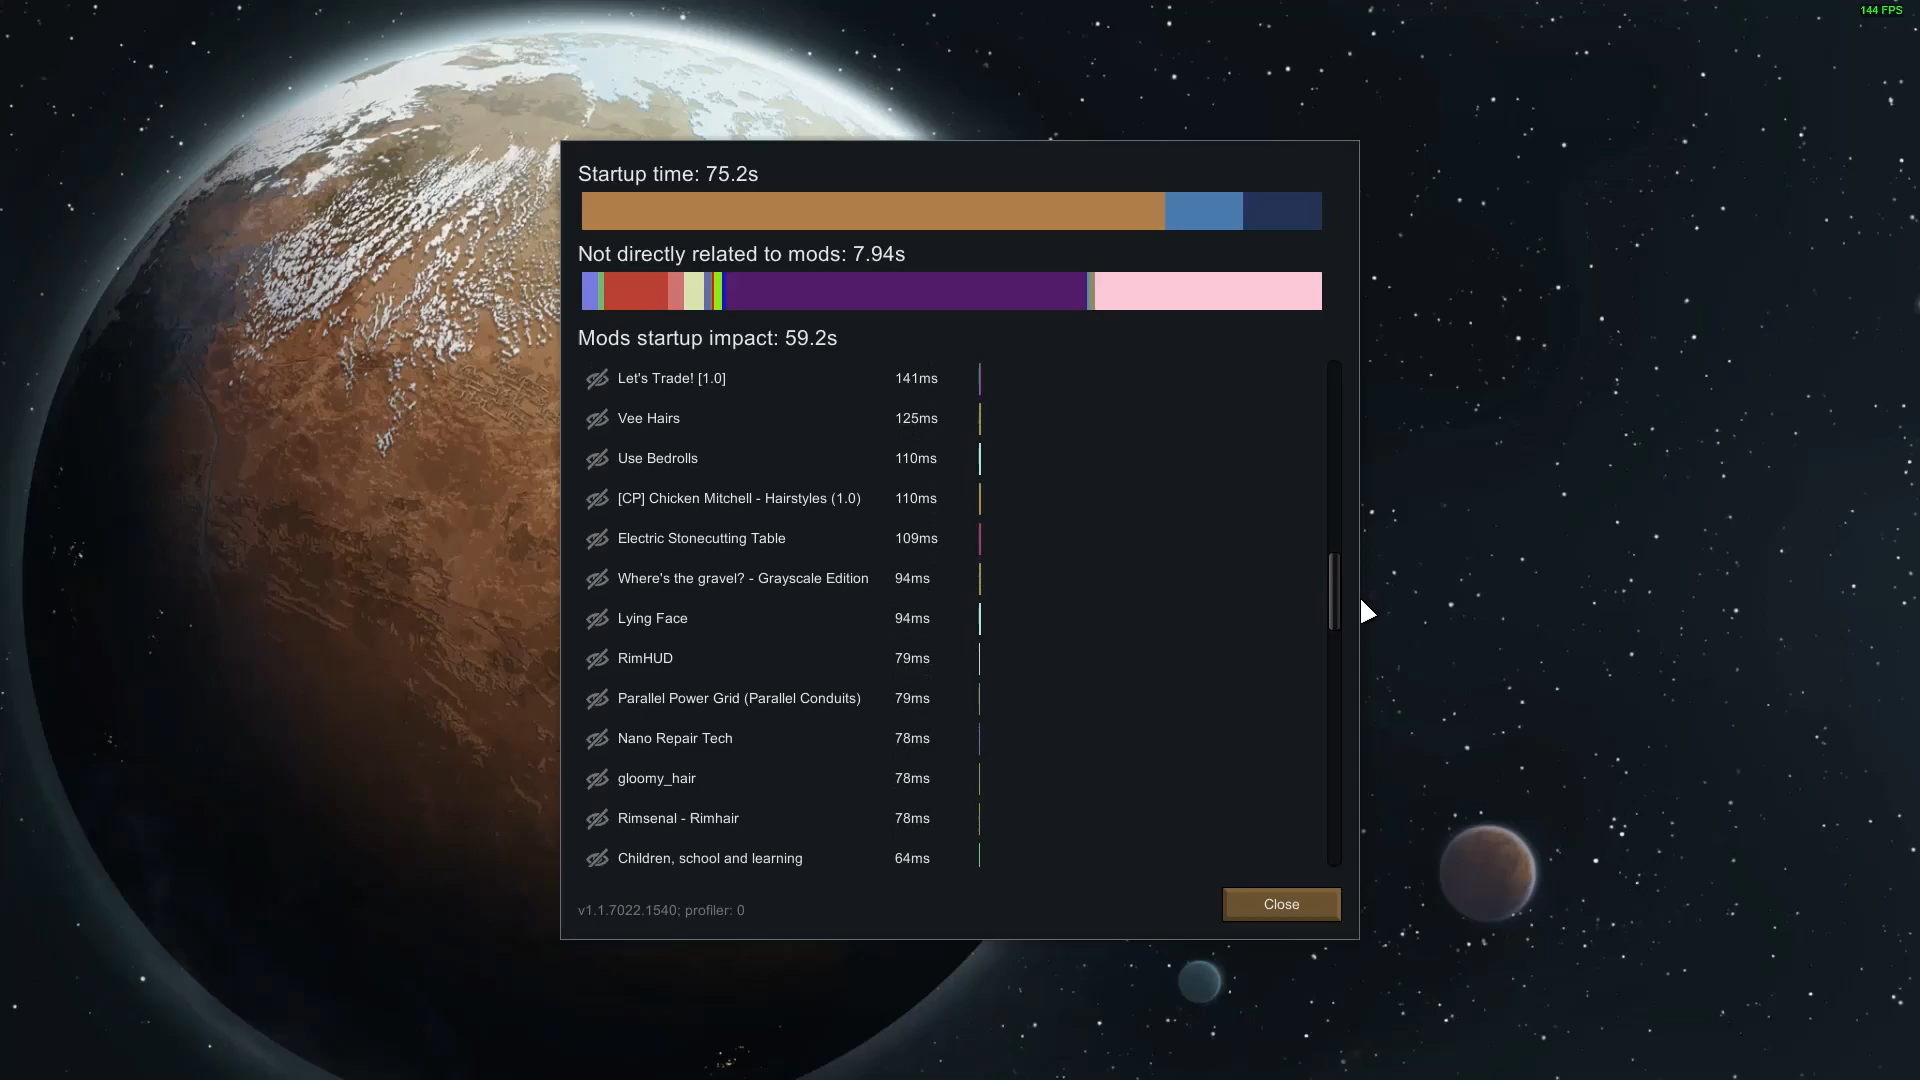 144 FPS
Startup time: 75.2s
Not directly related to mods: 7.94s
Mods startup impact: 59.2s
Let's Trade! [1.0] 141ms
Vee Hairs 125ms
Use Bedrolls 110ms
[CP] Chicken Mitchell - Hairstyles (1.0) 110ms
Electric Stonecutting Table 109ms
Where's the gravel? - Grayscale Edition 94ms
Lying Face 94ms
RimHUD 79ms
Parallel Power Grid (Parallel Conduits) 79ms
Nano Repair Tech 78ms
gloomy_hair 78ms
Rimsenal - Rimhair 78ms
Children, school and learning 64ms
v1.1.7022.1540; profiler: 0
Close